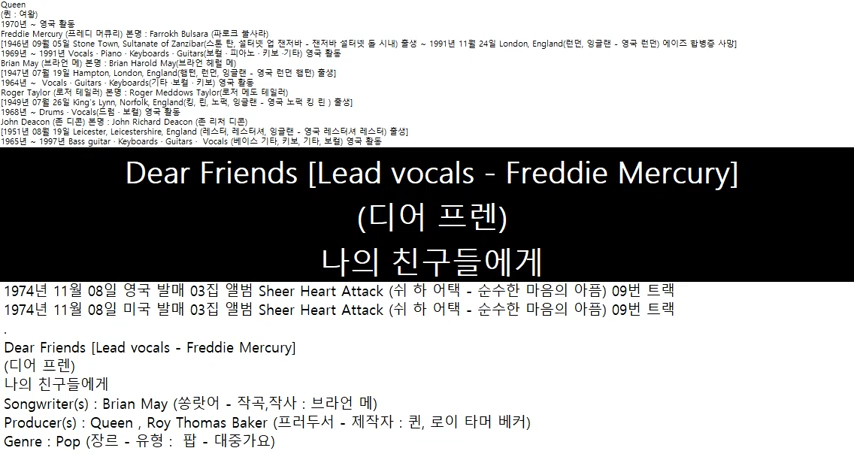 Queen
(퀸 : 여왕)
1970년 ~ 영국 활동
Freddie Mercury (프레디 머큐리) 본명 : Farrokh Bulsara (파로크 불사라)
[1946년 09월 05일 Stone Town, Sultanate of Zanzibar(스톤 탄, 설터넷 업 잰저바 - 잰저바 설터넷 돌 시내) 출생 ~ 1991년 11월 24일 London, England(런던, 잉글랜 - 영국 런던) 에이즈 합병증 사망]
1969년 ~ 1991년 Vocals · Piano · Keyboards · Guitars(보컬 · 피아노 · 키보 ·기타) 영국 활동
Brian May (브라언 메) 본명 : Brian Harold May(브라언 헤럴 메)
[1947년 07월 19일 Hampton, London, England(햄턴, 런던, 잉글랜 - 영국 런던 햄턴) 출생]
1964년 ~ Vocals · Guitars · Keyboards(기타 ·보컬 · 키보) 영국 활동
Roger Taylor (로저 테일러) 본명 : Roger Meddows Taylor(로저 메도 테일러)
[1949년 07월 26일 King's Lynn, Norfolk, England(킹, 린, 노퍽, 잉글랜 - 영국 노퍽 킹 린 ) 출생]
1968년 ~ Drums · Vocals(드럼 · 보컬) 영국 활동
John Deacon (존 디콘) 본명 : John Richard Deacon (존 리처 디콘)
[1951년 08월 19일 Leicester, Leicestershire, England (레스터, 레스터셔, 잉글랜 - 영국 레스터셔 레스터) 출생]
1965년 ~ 1997년 Bass guitar · Keyboards · Guitars · Vocals (베이스 기타, 키보, 기타, 보컬) 영국 활동
Dear Friends [Lead vocals - Freddie Mercury]
(디어 프렌)
나의 친구들에게
1974년 11월 08일 영국 발매 03집 앨범 Sheer Heart Attack (쉬 하 어택 - 순수한 마음의 아픔) 09번 트랙
1974년 11월 08일 미국 발매 03집 앨범 Sheer Heart Attack (쉬 하 어택 - 순수한 마음의 아픔) 09번 트랙
.
Dear Friends [Lead vocals - Freddie Mercury]
(디어 프렌)
나의 친구들에게
Songwriter(s) : Brian May (쏭랏어 - 작곡,작사 : 브라언 메)
Producer(s) : Queen , Roy Thomas Baker (프러두서 - 제작자 : 퀸, 로이 타머 베커)
Genre : Pop (장르 - 유형 : 팝 - 대중가요)